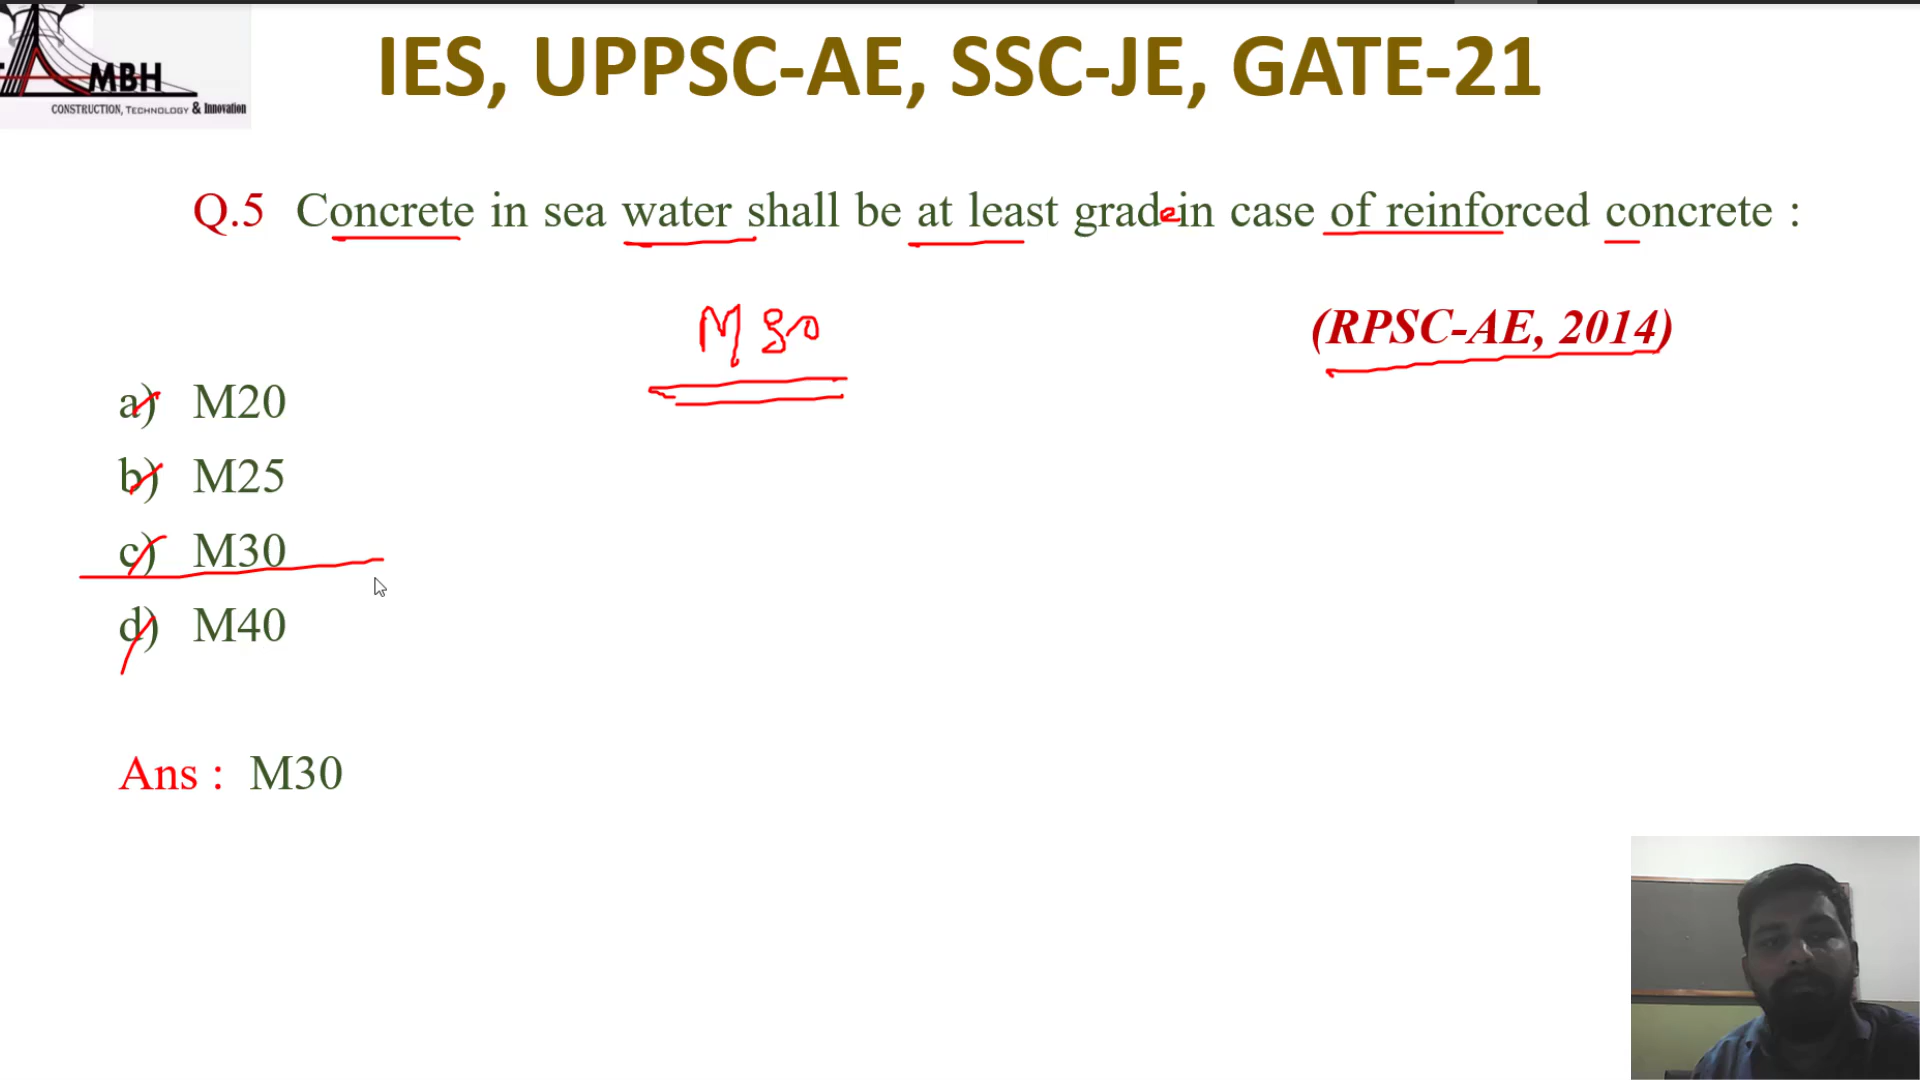 MBH
CONSTRUCTION, TECHNOLOGY & Innovation
IES, UPPSC-AE, SSC-JE, GATE-21
Q.5 Concrete in sea water shall be at least grade in case of reinforced concrete :
M 30
(RPSC-AE, 2014)
a) M20
b) M25
c) M30
d) M40
Ans : M30